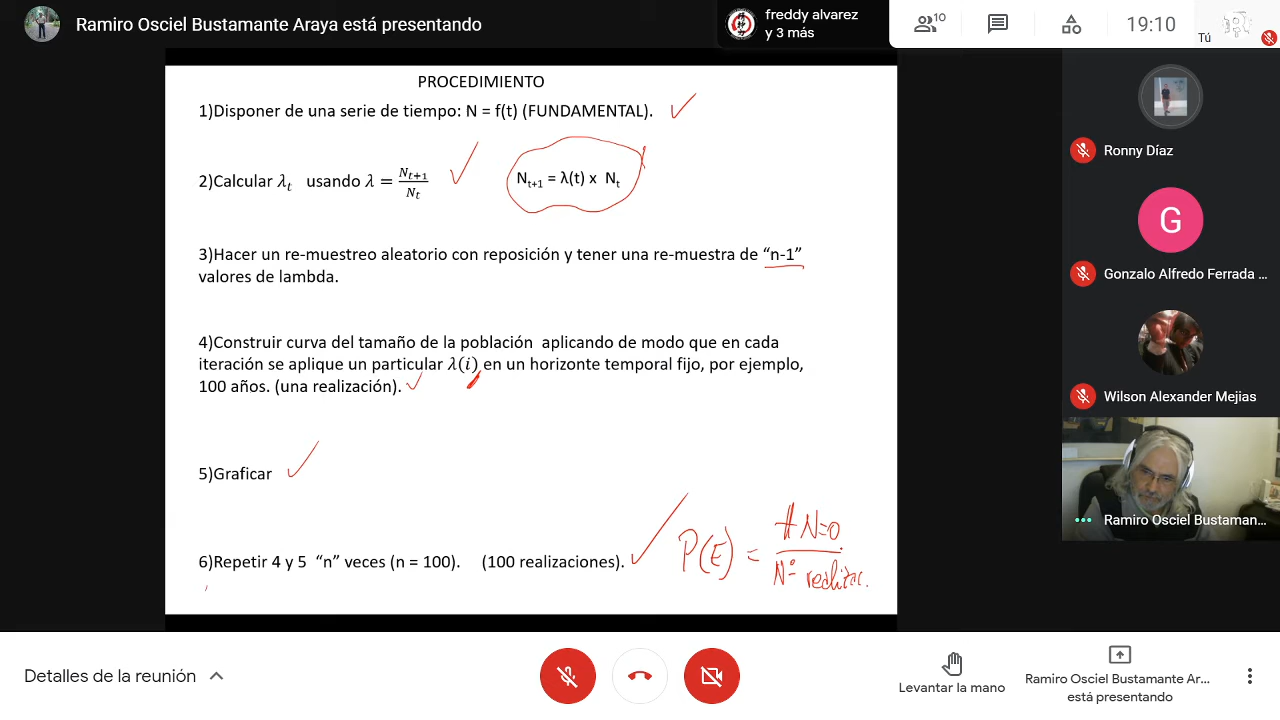 Ramiro Osciel Bustamante Araya está presentando
freddy alvarez
y 3 más
10
19:10
Tú
PROCEDIMIENTO
1)Disponer de una serie de tiempo: N = f(t) (FUNDAMENTAL).
2)Calcular λt usando λ = Nt+1/Nt
Nt+1 = λ(t) x Nt
3)Hacer un re-muestreo aleatorio con reposición y tener una re-muestra de “n-1”
valores de lambda.
4)Construir curva del tamaño de la población aplicando de modo que en cada
iteración se aplique un particular λ(i) en un horizonte temporal fijo, por ejemplo,
100 años. (una realización).
5)Graficar
6)Repetir 4 y 5 “n” veces (n = 100). (100 realizaciones).
P(E) = # N=0 / Nº realizac.
Ronny Díaz
G
Gonzalo Alfredo Ferrada ...
Wilson Alexander Mejias
Ramiro Osciel Bustaman...
Detalles de la reunión
Levantar la mano
Ramiro Osciel Bustamante Ar...
está presentando